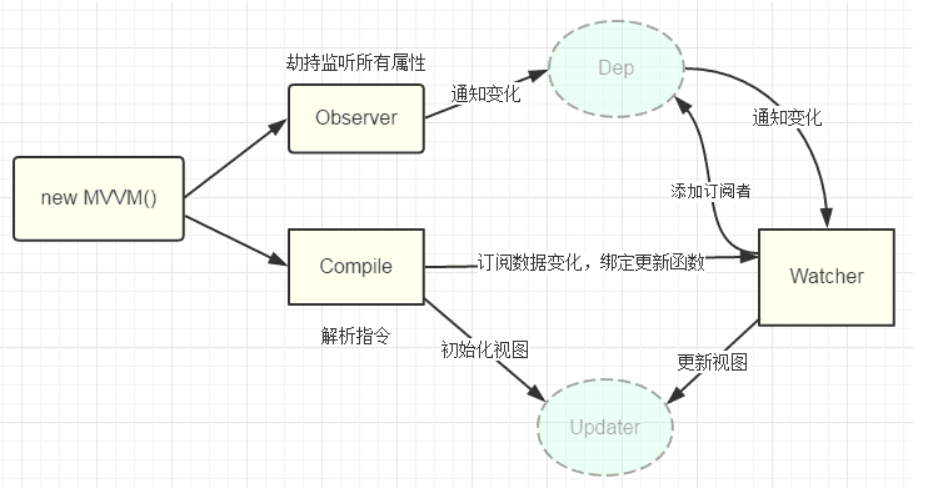 劫持监听所有属性
Observer
通知变化
Dep
通知变化
new MVVM()
添加订阅者
Compile
订阅数据变化，绑定更新函数
Watcher
解析指令
初始化视图
更新视图
Updater